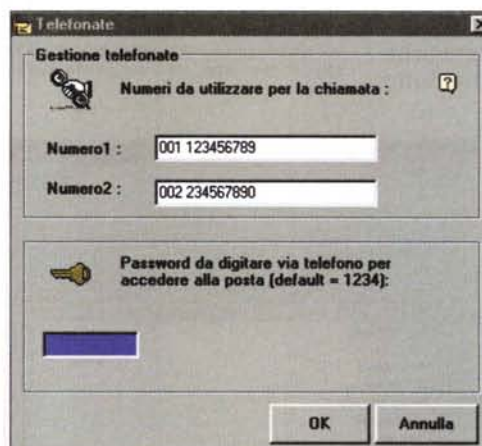 Telefonate
Gestione telefonate
Numeri da utilizzare per la chiamata :
Numero1 : 001 123456789
Numero2 : 002 234567890
Password da digitare via telefono per
accedere alla posta (default = 1234):
OK Annulla